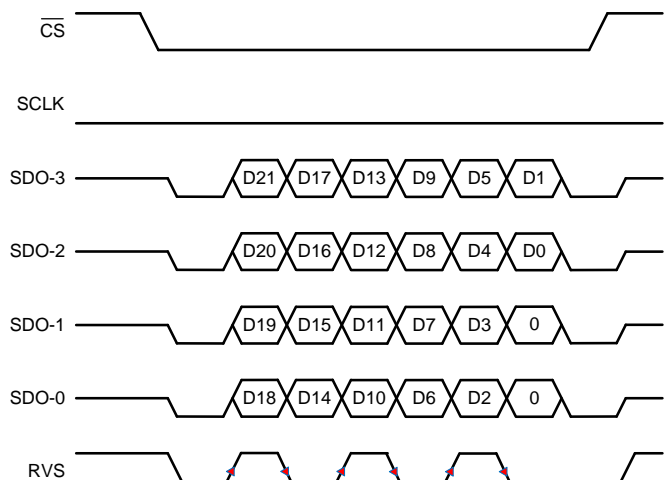 CS
SCLK
SDO-3 D21 D17 D13 D9 D5 D1
SDO-2 D20 D16 D12 D8 D4 D0
SDO-1 D19 D15 D11 D7 D3 0
SDO-0 D18 D14 D10 D6 D2 0
RVS